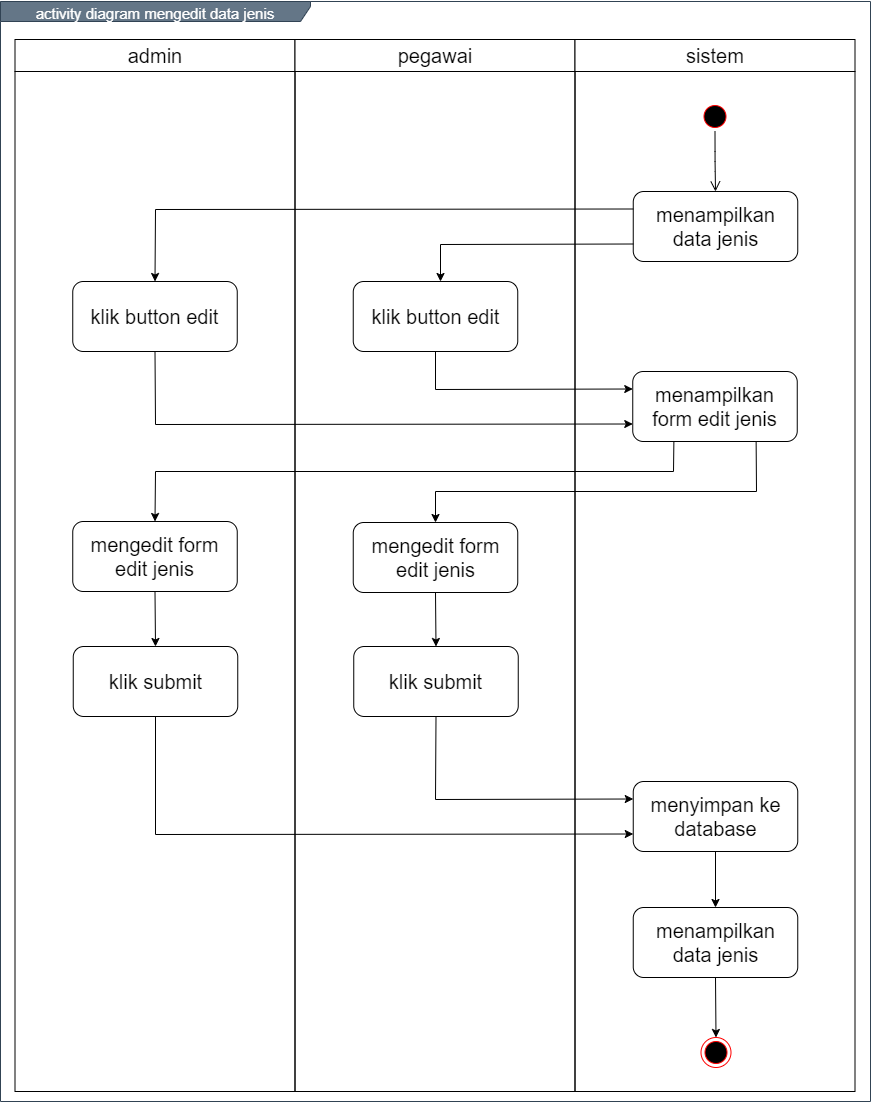 activity diagram mengedit data jenis
admin
pegawai
sistem
menampilkan
data jenis
klik button edit
klik button edit
menampilkan
form edit jenis
mengedit form
edit jenis
mengedit form
edit jenis
klik submit
klik submit
menyimpan ke
database
menampilkan
data jenis